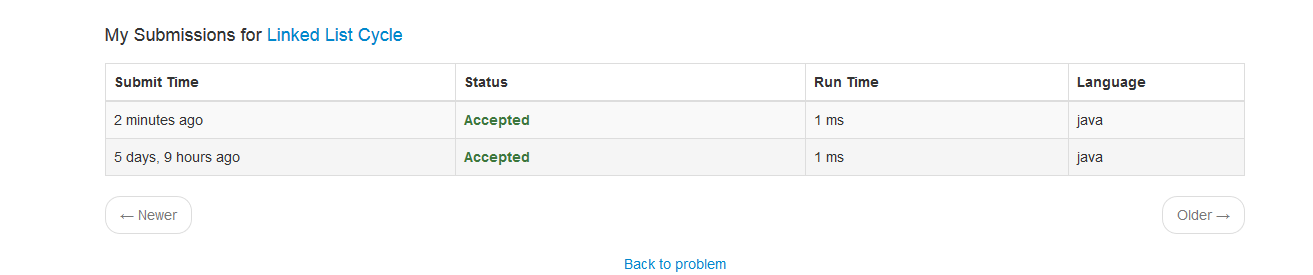 My Submissions for Linked List Cycle
Submit Time Status Run Time Language
2 minutes ago Accepted 1 ms java
5 days, 9 hours ago Accepted 1 ms java
← Newer Older →
Back to problem